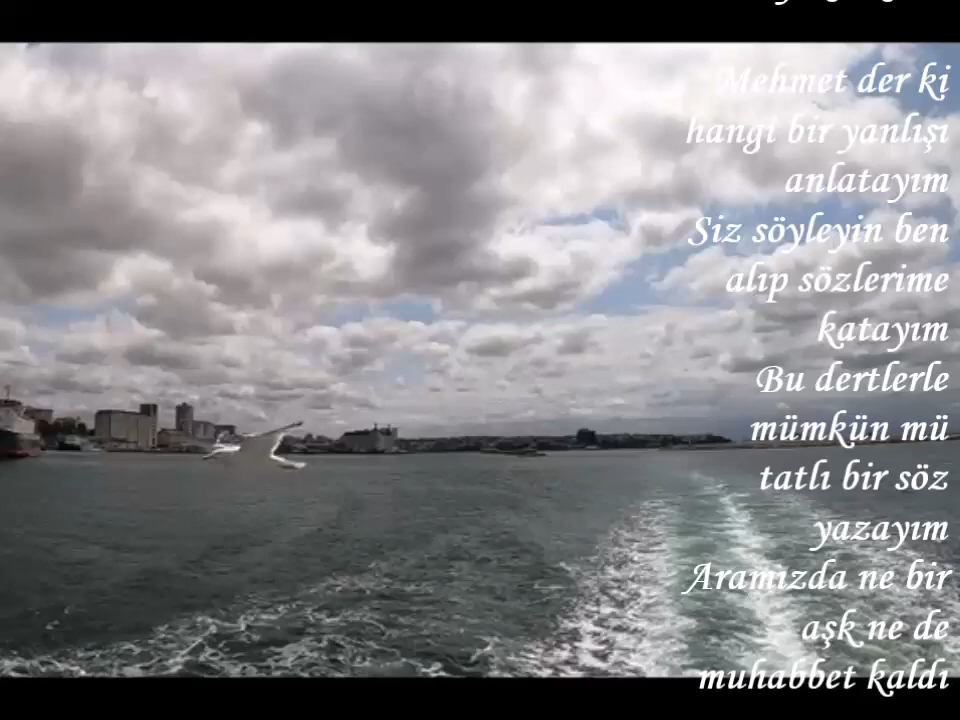 Mehmet der ki
hangi bir yanlışı
anlatayım
Siz söyleyin ben
alıp sözlerime
katayım
Bu dertlerle
mümkün mü
tatlı bir söz
yazayım
Aramızda ne bir
aşk ne de
muhabbet kaldı